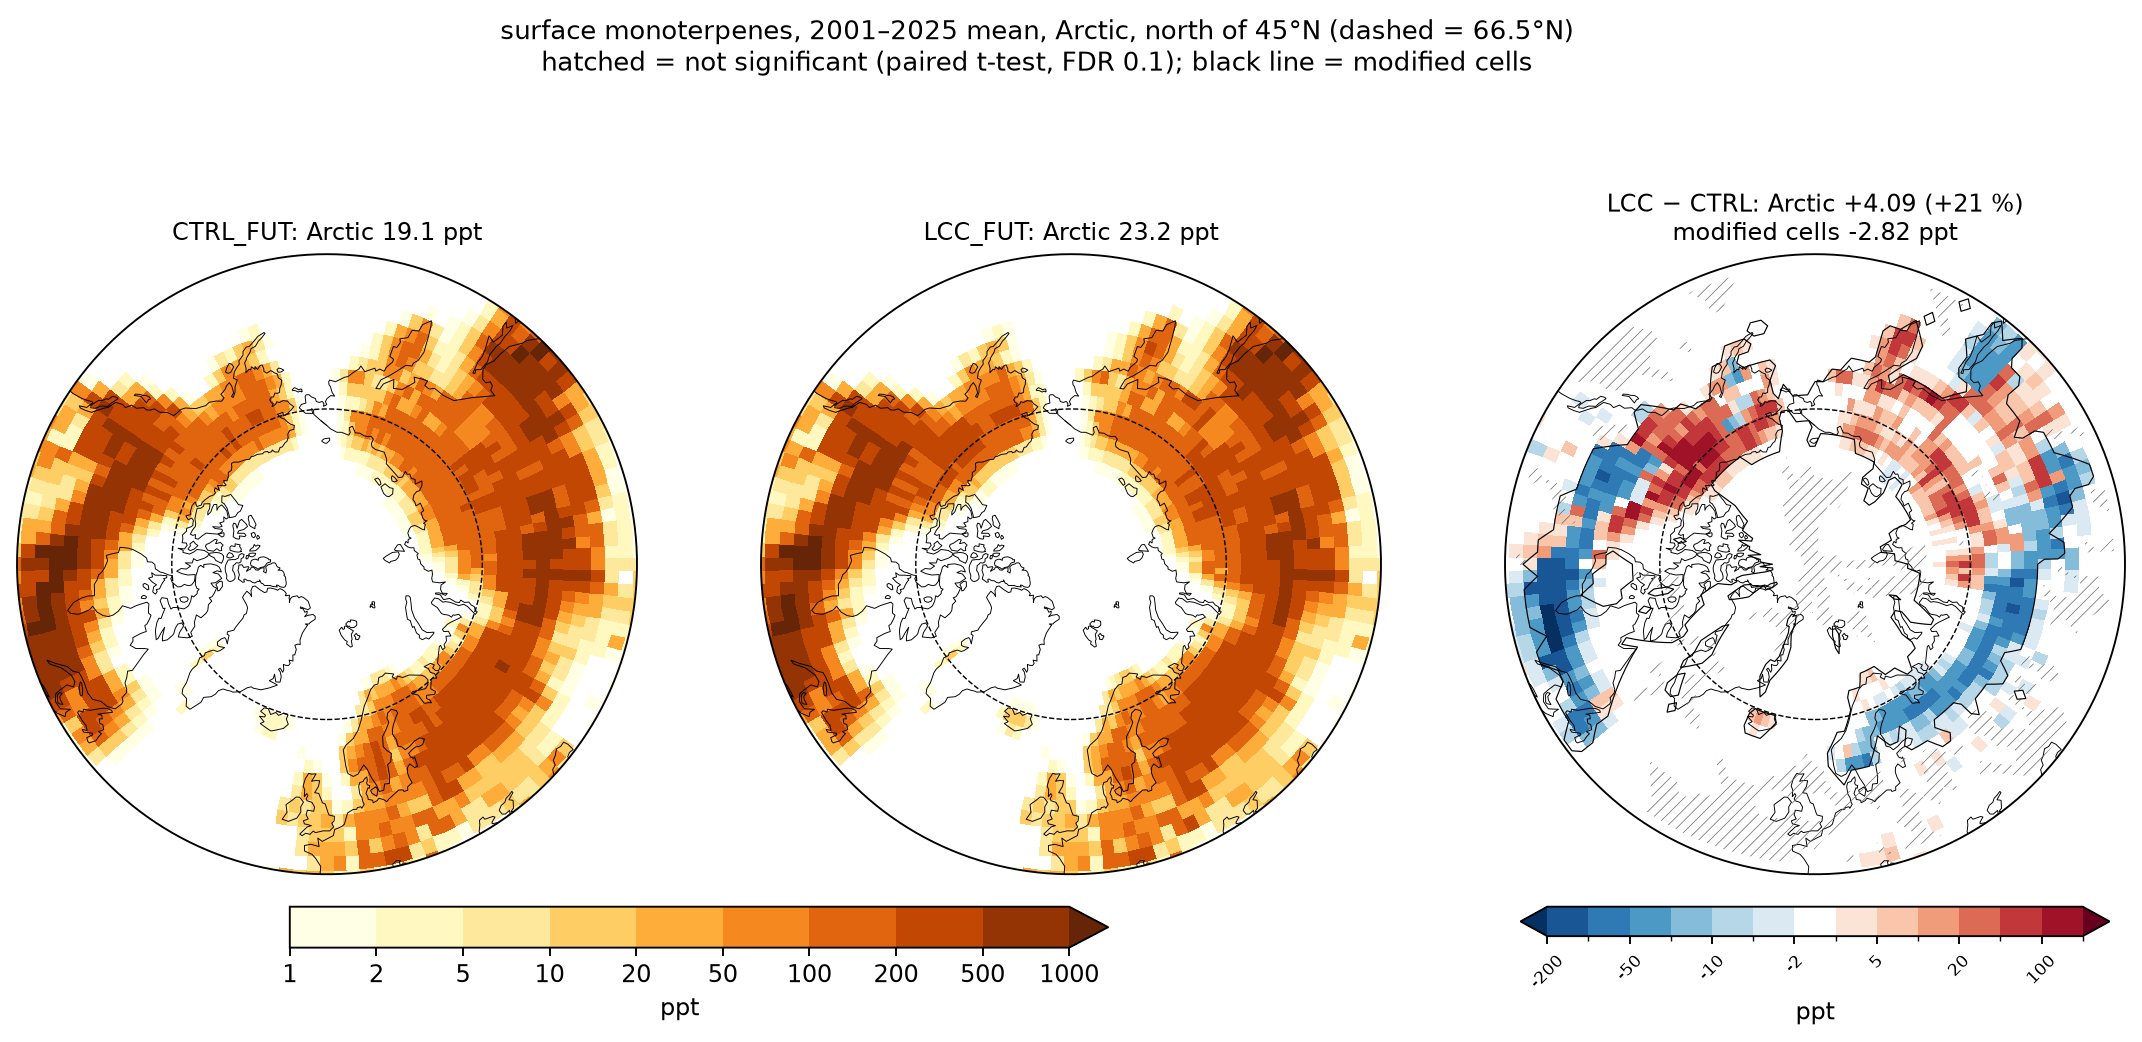 surface monoterpenes, 2001–2025 mean, Arctic, north of 45°N (dashed = 66.5°N)
hatched = not significant (paired t-test, FDR 0.1); black line = modified cells
CTRL_FUT: Arctic 19.1 ppt
LCC_FUT: Arctic 23.2 ppt
LCC − CTRL: Arctic +4.09 (+21 %)
modified cells -2.82 ppt
1 2 5 10 20 50 100 200 500 1000
ppt
-200 -50 -10 -2 5 20 100
ppt